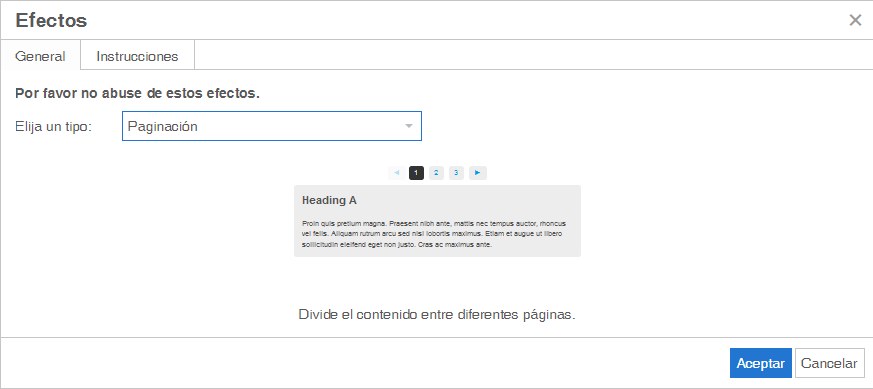 Efectos
General Instrucciones
Por favor no abuse de estos efectos.
Elija un tipo: Paginación
1 2 3
Heading A
Proin quis pretium magna. Praesent nibh ante, mattis nec tempus auctor, rhoncus
vel felis. Aliquam rutrum arcu sed nisl lobortis maximus. Etiam et augue ut libero
sollicitudin eleifend eget non justo. Cras ac maximus ante.
Divide el contenido entre diferentes páginas.
Aceptar Cancelar